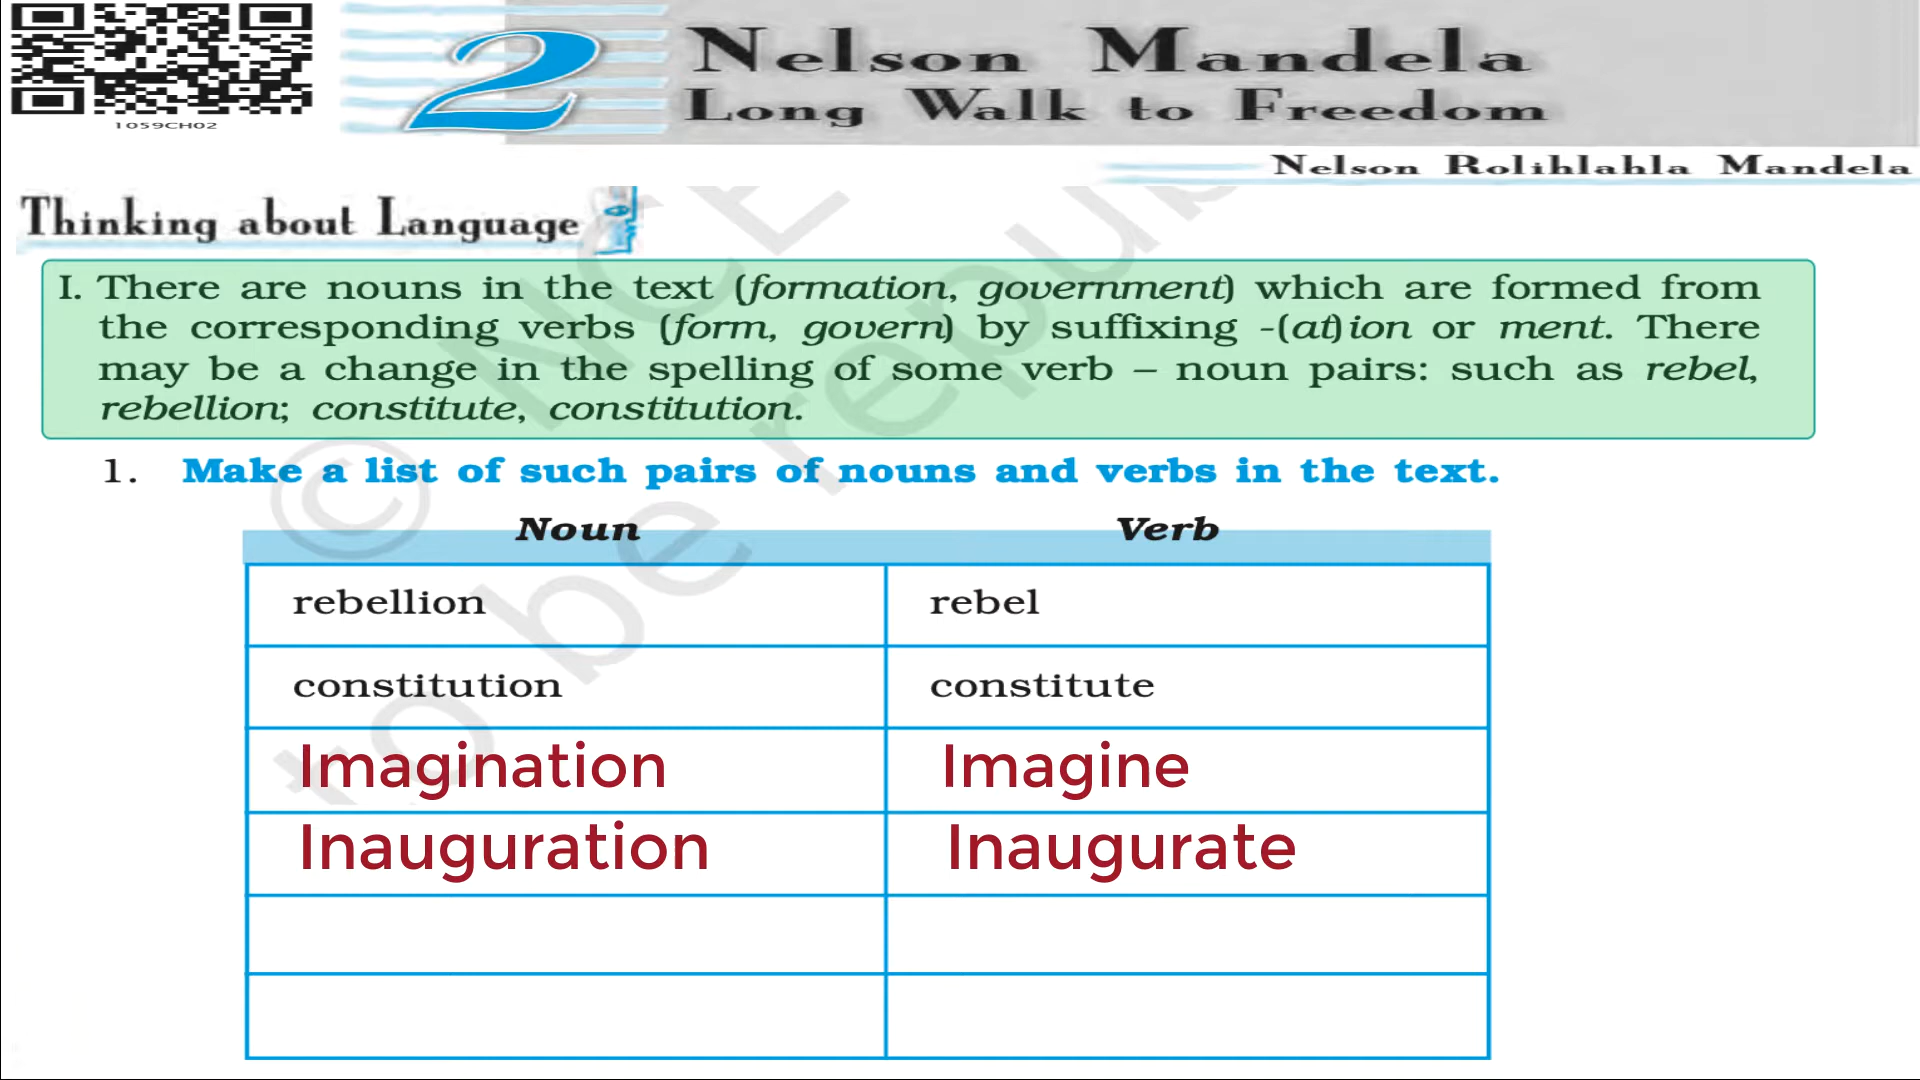 1059CH02
2
Nelson Mandela
Long Walk to Freedom
Nelson Rolihlahla Mandela
Thinking about Language
I. There are nouns in the text (formation, government) which are formed from
the corresponding verbs (form, govern) by suffixing -(at)ion or ment. There
may be a change in the spelling of some verb – noun pairs: such as rebel,
rebellion; constitute, constitution.
1. Make a list of such pairs of nouns and verbs in the text.
Noun Verb
rebellion rebel
constitution constitute
Imagination Imagine
Inauguration Inaugurate
© NCE
to be repub